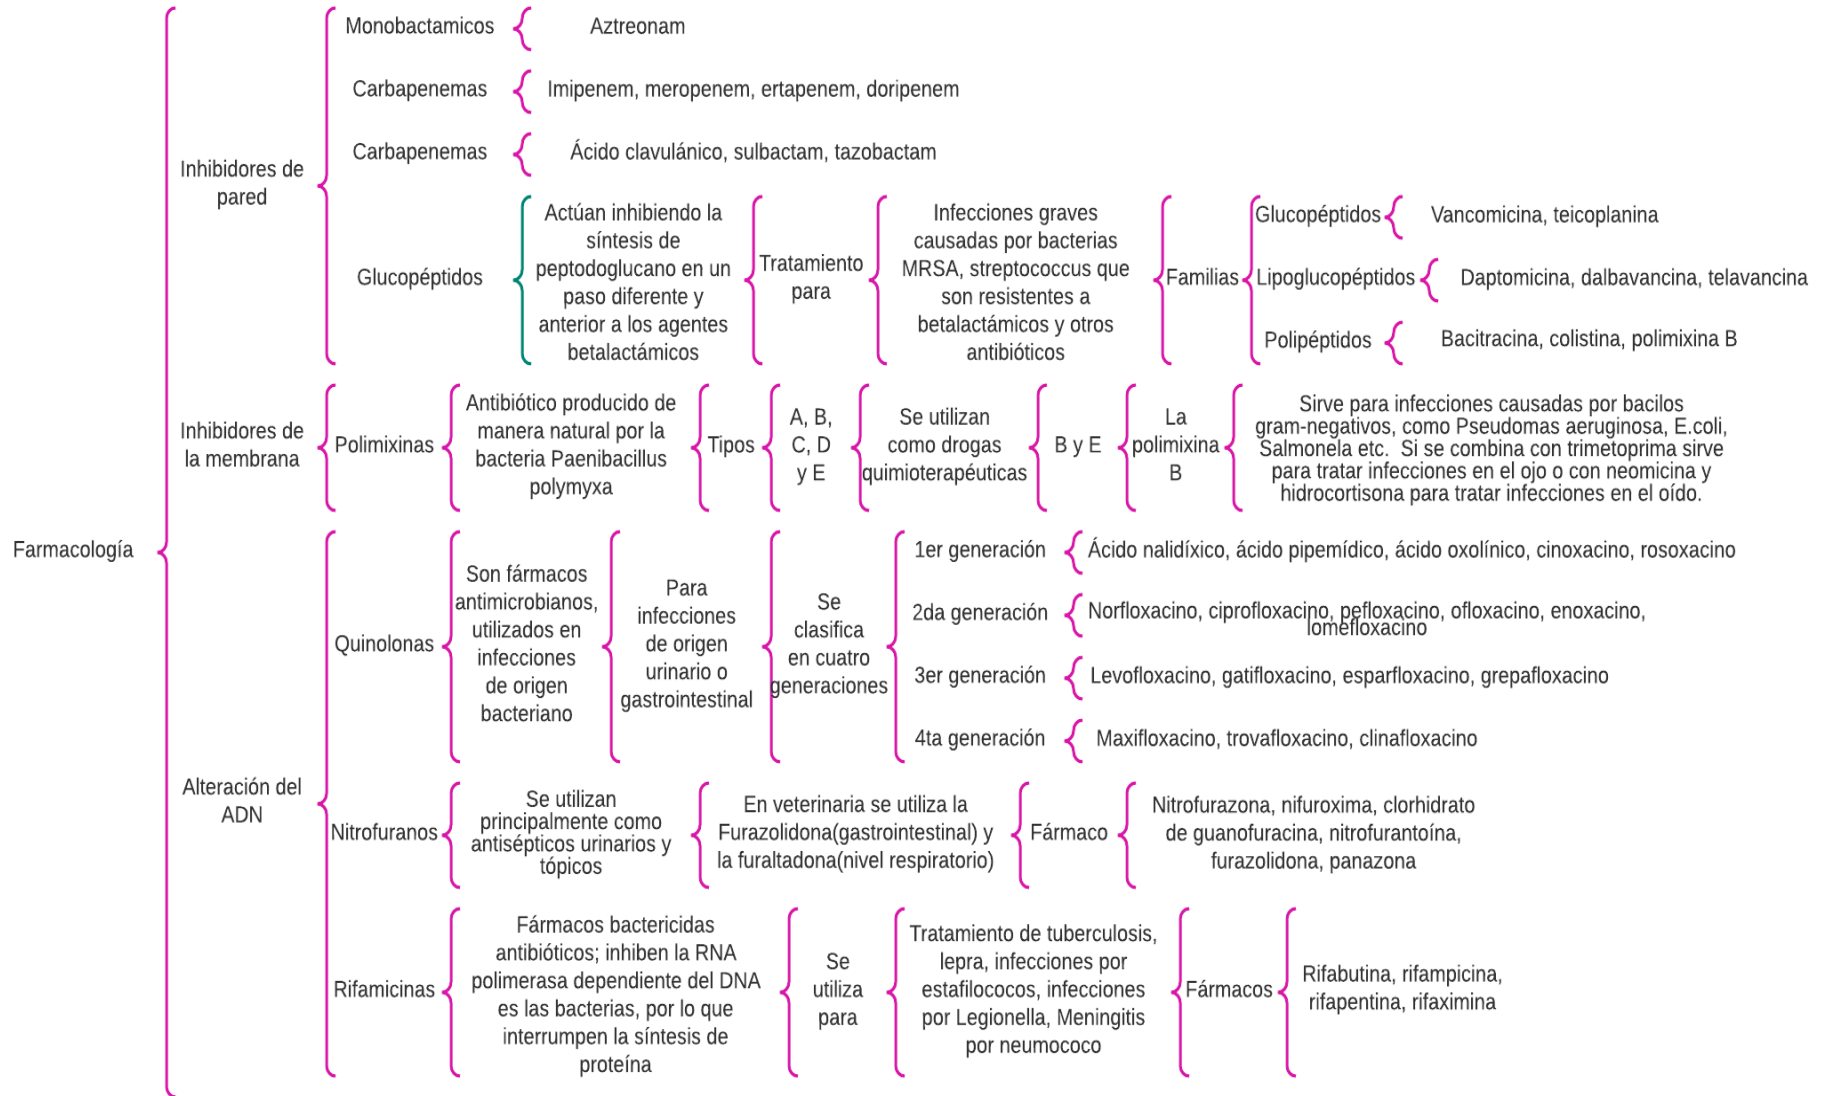 Farmacología
Inhibidores de
pared
Monobactamicos
Aztreonam
Carbapenemas
Imipenem, meropenem, ertapenem, doripenem
Carbapenemas
Ácido clavulánico, sulbactam, tazobactam
Glucopéptidos
Actúan inhibiendo la
síntesis de
peptodoglucano en un
paso diferente y
anterior a los agentes
betalactámicos
Tratamiento
para
Infecciones graves
causadas por bacterias
MRSA, streptococcus que
son resistentes a
betalactámicos y otros
antibióticos
Familias
Glucopéptidos
Vancomicina, teicoplanina
Lipoglucopéptidos
Daptomicina, dalbavancina, telavancina
Polipéptidos
Bacitracina, colistina, polimixina B
Inhibidores de
la membrana
Polimixinas
Antibiótico producido de
manera natural por la
bacteria Paenibacillus
polymyxa
Tipos
A, B,
C, D
y E
Se utilizan
como drogas
quimioterapéuticas
B y E
La
polimixina
B
Sirve para infecciones causadas por bacilos
gram-negativos, como Pseudomas aeruginosa, E.coli,
Salmonela etc.  Si se combina con trimetoprima sirve
para tratar infecciones en el ojo o con neomicina y
hidrocortisona para tratar infecciones en el oído.
Alteración del
ADN
Quinolonas
Son fármacos
antimicrobianos,
utilizados en
infecciones
de origen
bacteriano
Para
infecciones
de origen
urinario o
gastrointestinal
Se
clasifica
en cuatro
generaciones
1er generación
Ácido nalidíxico, ácido pipemídico, ácido oxolínico, cinoxacino, rosoxacino
2da generación
Norfloxacino, ciprofloxacino, pefloxacino, ofloxacino, enoxacino,
lomefloxacino
3er generación
Levofloxacino, gatifloxacino, esparfloxacino, grepafloxacino
4ta generación
Maxifloxacino, trovafloxacino, clinafloxacino
Nitrofuranos
Se utilizan
principalmente como
antisépticos urinarios y
tópicos
En veterinaria se utiliza la
Furazolidona(gastrointestinal) y
la furaltadona(nivel respiratorio)
Fármaco
Nitrofurazona, nifuroxima, clorhidrato
de guanofuracina, nitrofurantoína,
furazolidona, panazona
Rifamicinas
Fármacos bactericidas
antibióticos; inhiben la RNA
polimerasa dependiente del DNA
es las bacterias, por lo que
interrumpen la síntesis de
proteína
Se
utiliza
para
Tratamiento de tuberculosis,
lepra, infecciones por
estafilococos, infecciones
por Legionella, Meningitis
por neumococo
Fármacos
Rifabutina, rifampicina,
rifapentina, rifaximina